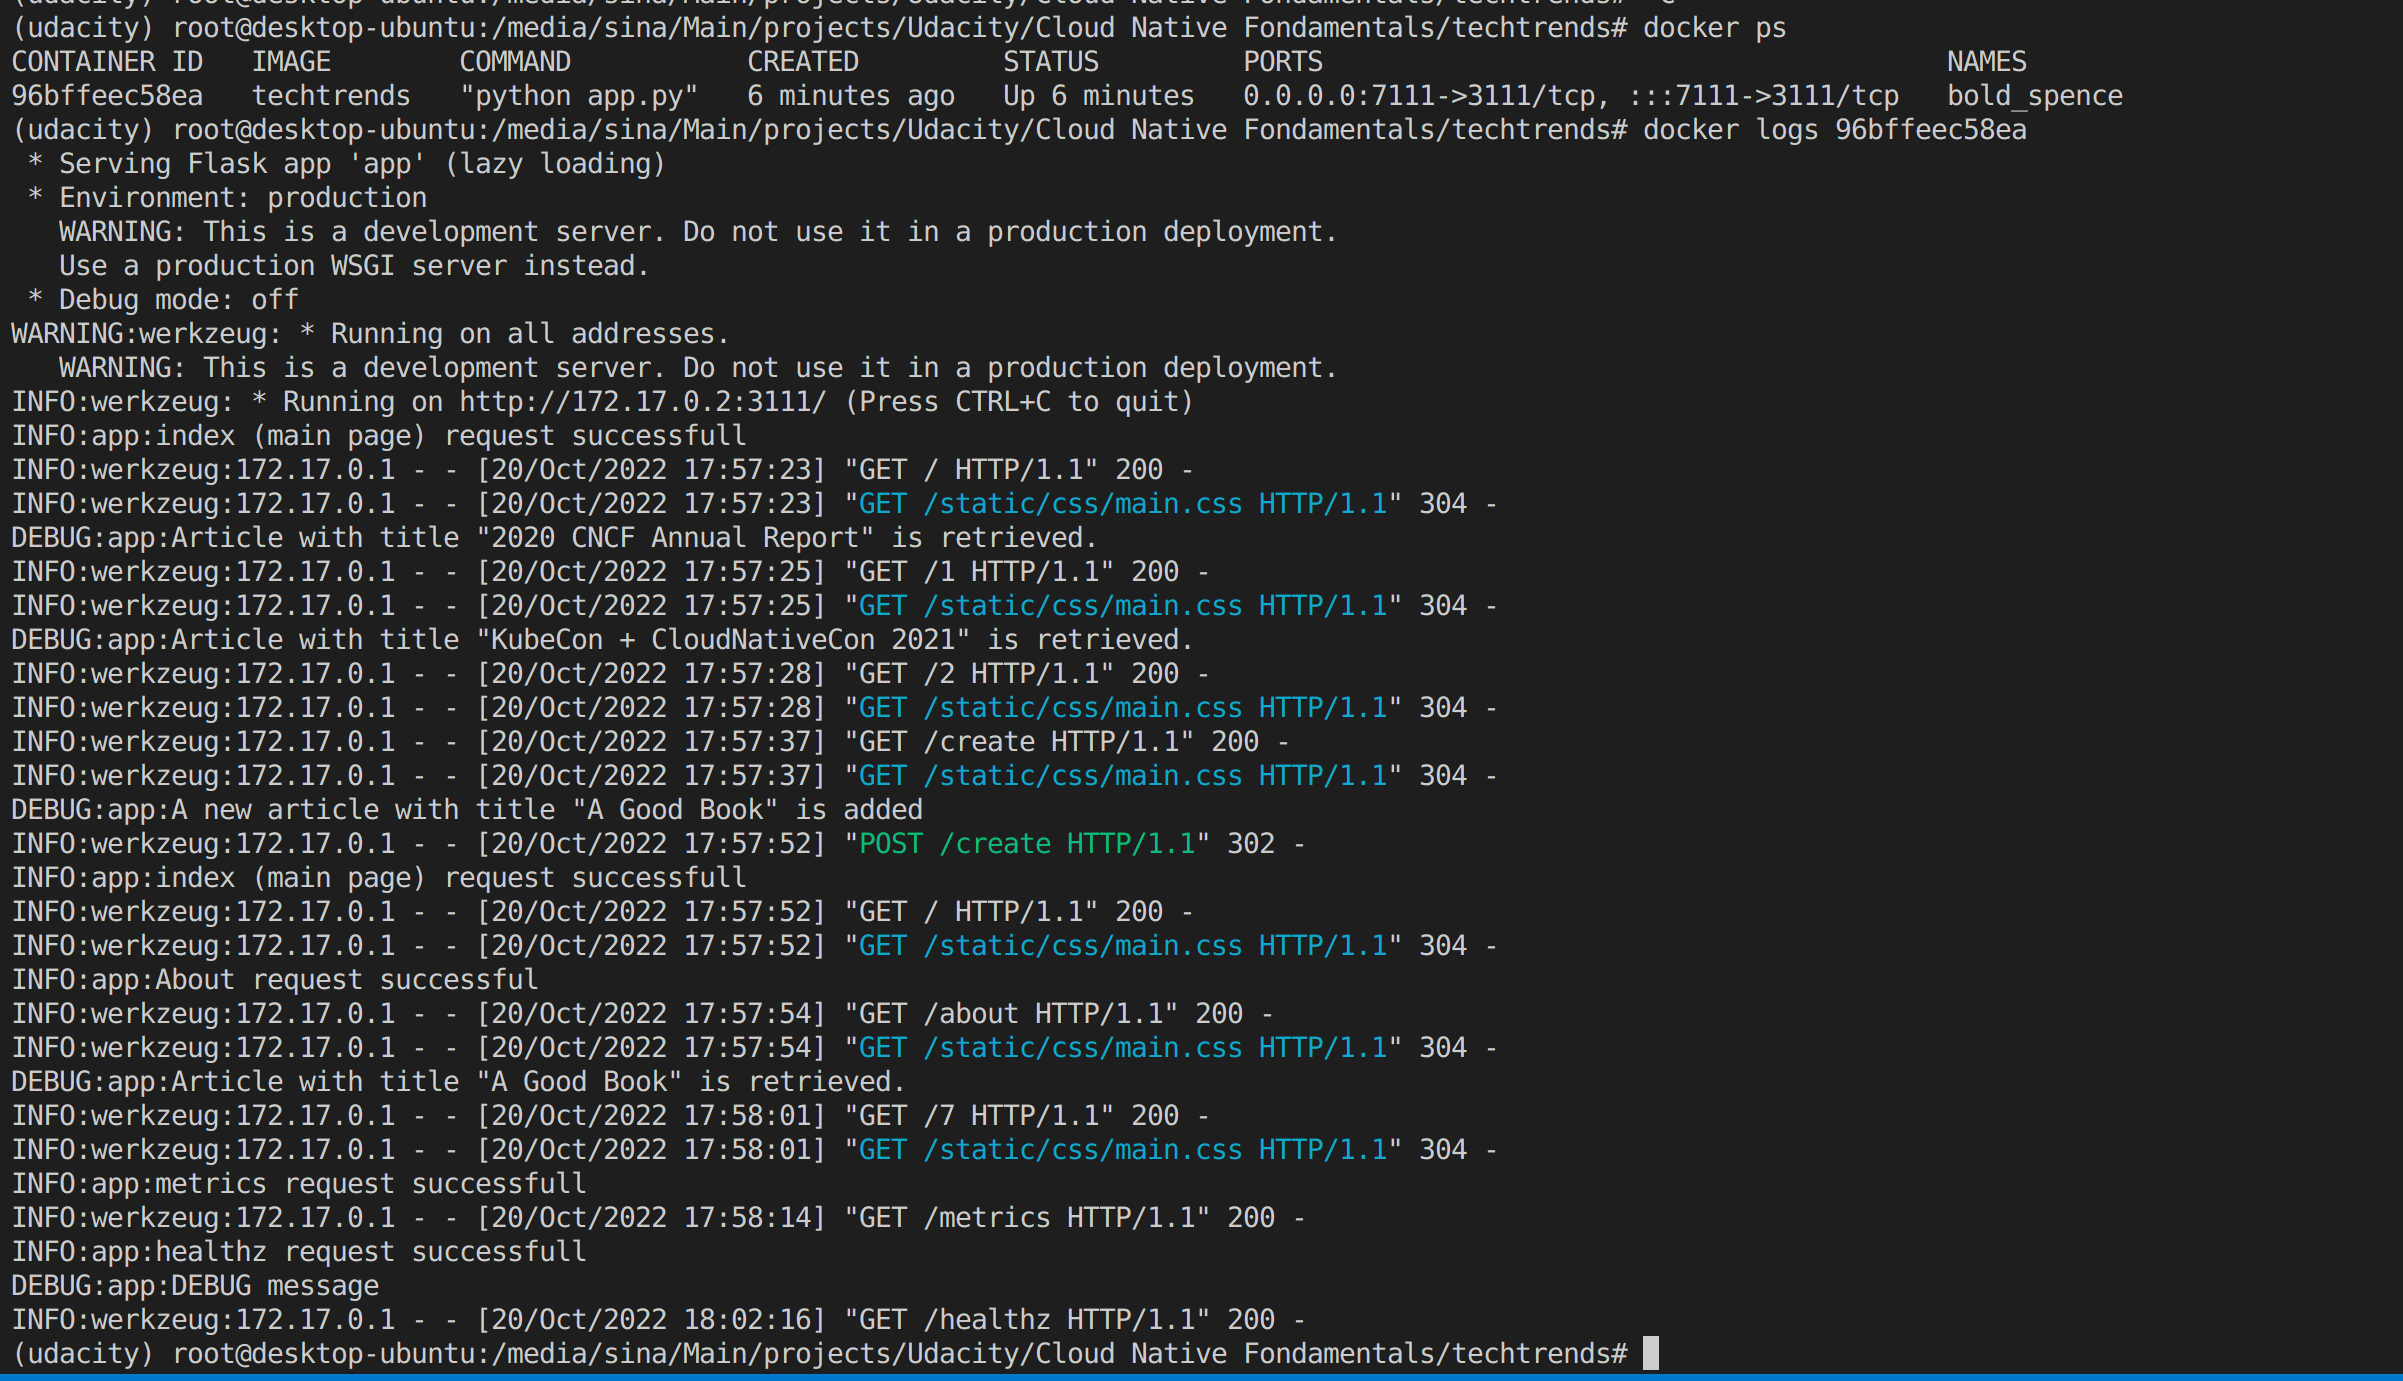 (udacity) root@desktop-ubuntu:/media/sina/Main/projects/Udacity/Cloud Native Fondamentals/techtrends# ^C
(udacity) root@desktop-ubuntu:/media/sina/Main/projects/Udacity/Cloud Native Fondamentals/techtrends# docker ps
CONTAINER ID   IMAGE        COMMAND           CREATED         STATUS         PORTS                                       NAMES
96bffeec58ea   techtrends   "python app.py"   6 minutes ago   Up 6 minutes   0.0.0.0:7111->3111/tcp, :::7111->3111/tcp   bold_spence
(udacity) root@desktop-ubuntu:/media/sina/Main/projects/Udacity/Cloud Native Fondamentals/techtrends# docker logs 96bffeec58ea
 * Serving Flask app 'app' (lazy loading)
 * Environment: production
   WARNING: This is a development server. Do not use it in a production deployment.
   Use a production WSGI server instead.
 * Debug mode: off
WARNING:werkzeug: * Running on all addresses.
   WARNING: This is a development server. Do not use it in a production deployment.
INFO:werkzeug: * Running on http://172.17.0.2:3111/ (Press CTRL+C to quit)
INFO:app:index (main page) request successfull
INFO:werkzeug:172.17.0.1 - - [20/Oct/2022 17:57:23] "GET / HTTP/1.1" 200 -
INFO:werkzeug:172.17.0.1 - - [20/Oct/2022 17:57:23] "GET /static/css/main.css HTTP/1.1" 304 -
DEBUG:app:Article with title "2020 CNCF Annual Report" is retrieved.
INFO:werkzeug:172.17.0.1 - - [20/Oct/2022 17:57:25] "GET /1 HTTP/1.1" 200 -
INFO:werkzeug:172.17.0.1 - - [20/Oct/2022 17:57:25] "GET /static/css/main.css HTTP/1.1" 304 -
DEBUG:app:Article with title "KubeCon + CloudNativeCon 2021" is retrieved.
INFO:werkzeug:172.17.0.1 - - [20/Oct/2022 17:57:28] "GET /2 HTTP/1.1" 200 -
INFO:werkzeug:172.17.0.1 - - [20/Oct/2022 17:57:28] "GET /static/css/main.css HTTP/1.1" 304 -
INFO:werkzeug:172.17.0.1 - - [20/Oct/2022 17:57:37] "GET /create HTTP/1.1" 200 -
INFO:werkzeug:172.17.0.1 - - [20/Oct/2022 17:57:37] "GET /static/css/main.css HTTP/1.1" 304 -
DEBUG:app:A new article with title "A Good Book" is added
INFO:werkzeug:172.17.0.1 - - [20/Oct/2022 17:57:52] "POST /create HTTP/1.1" 302 -
INFO:app:index (main page) request successfull
INFO:werkzeug:172.17.0.1 - - [20/Oct/2022 17:57:52] "GET / HTTP/1.1" 200 -
INFO:werkzeug:172.17.0.1 - - [20/Oct/2022 17:57:52] "GET /static/css/main.css HTTP/1.1" 304 -
INFO:app:About request successful
INFO:werkzeug:172.17.0.1 - - [20/Oct/2022 17:57:54] "GET /about HTTP/1.1" 200 -
INFO:werkzeug:172.17.0.1 - - [20/Oct/2022 17:57:54] "GET /static/css/main.css HTTP/1.1" 304 -
DEBUG:app:Article with title "A Good Book" is retrieved.
INFO:werkzeug:172.17.0.1 - - [20/Oct/2022 17:58:01] "GET /7 HTTP/1.1" 200 -
INFO:werkzeug:172.17.0.1 - - [20/Oct/2022 17:58:01] "GET /static/css/main.css HTTP/1.1" 304 -
INFO:app:metrics request successfull
INFO:werkzeug:172.17.0.1 - - [20/Oct/2022 17:58:14] "GET /metrics HTTP/1.1" 200 -
INFO:app:healthz request successfull
DEBUG:app:DEBUG message
INFO:werkzeug:172.17.0.1 - - [20/Oct/2022 18:02:16] "GET /healthz HTTP/1.1" 200 -
(udacity) root@desktop-ubuntu:/media/sina/Main/projects/Udacity/Cloud Native Fondamentals/techtrends#